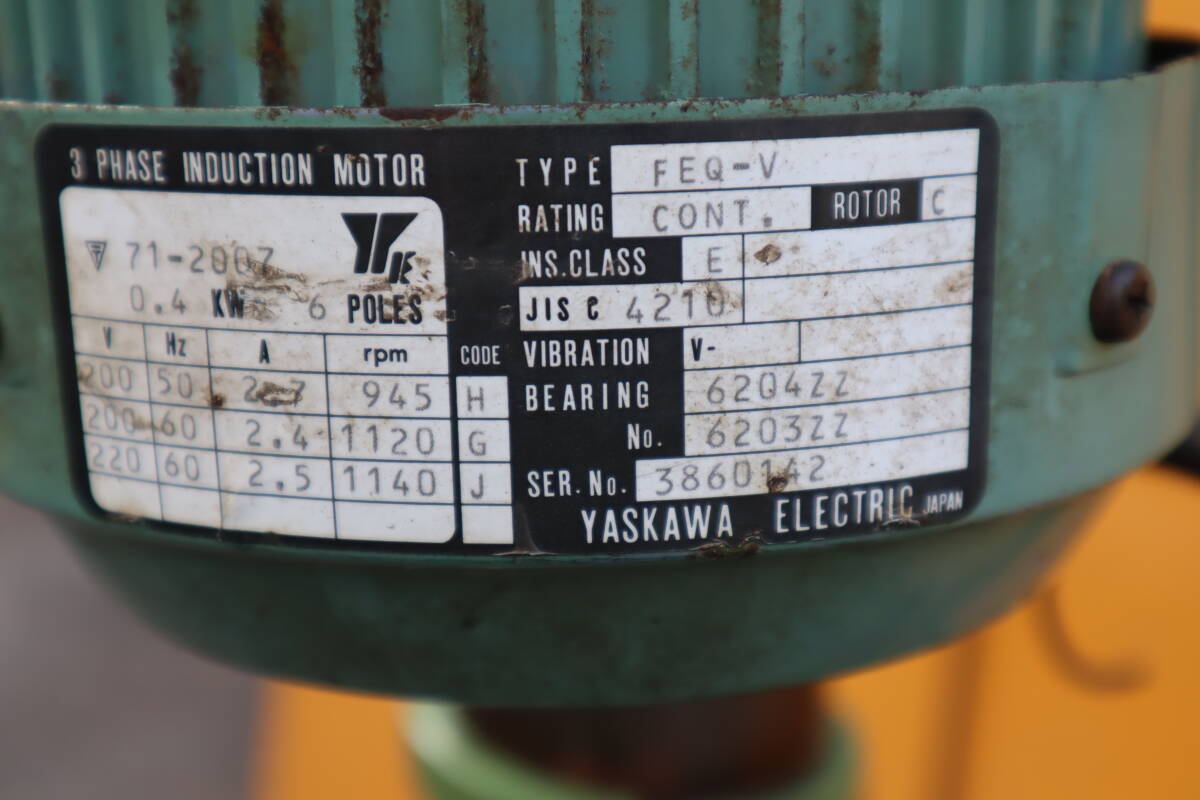 3 PHASE INDUCTION MOTOR
71-2007
0.4 KW 6 POLES
V Hz A rpm CODE
200 50 2.7 945 H
200 60 2.4 1120 G
220 60 2.5 1140 J
TYPE FEQ-V
RATING CONT. ROTOR C
INS.CLASS E
JIS C 4210
VIBRATION V-
BEARING 6204ZZ
No. 6203ZZ
SER.No. 3860142
YASKAWA ELECTRIC JAPAN